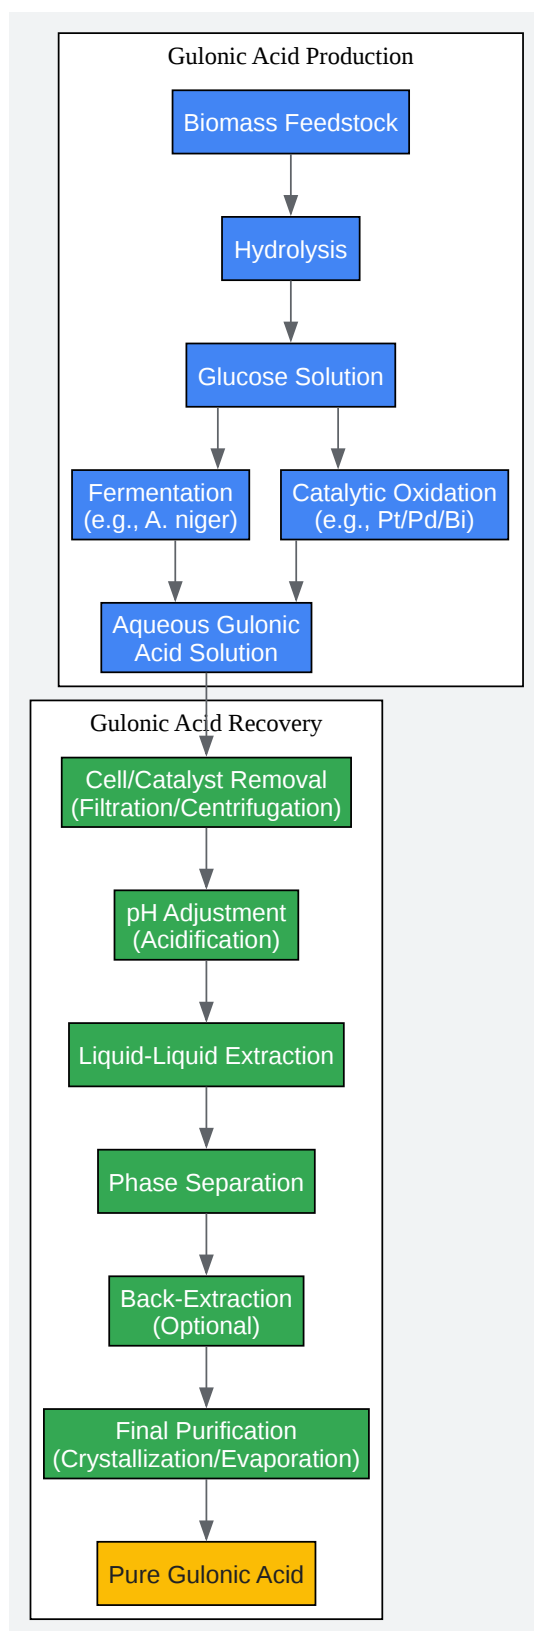 Gulonic Acid Production
Biomass Feedstock
Hydrolysis
Glucose Solution
Fermentation
(e.g., A. niger)
Catalytic Oxidation
(e.g., Pt/Pd/Bi)
Aqueous Gulonic
Acid Solution
Gulonic Acid Recovery
Cell/Catalyst Removal
(Filtration/Centrifugation)
pH Adjustment
(Acidification)
Liquid-Liquid Extraction
Phase Separation
Back-Extraction
(Optional)
Final Purification
(Crystallization/Evaporation)
Pure Gulonic Acid